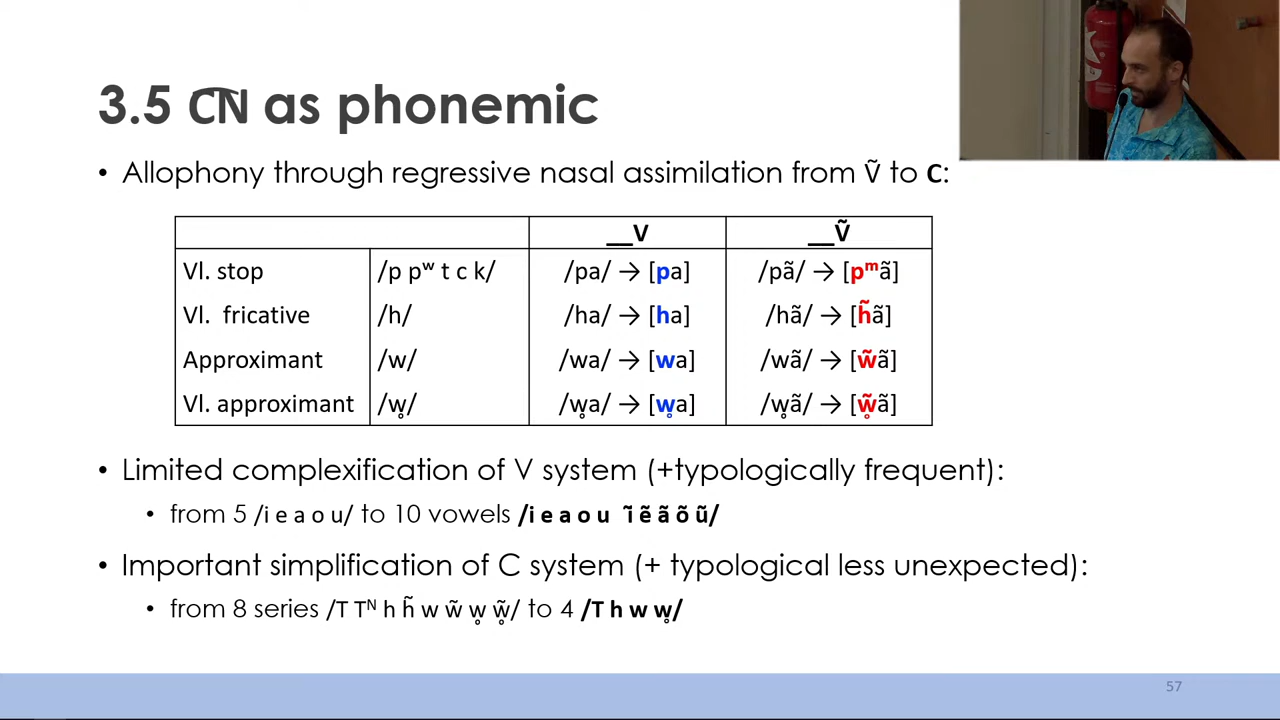 3.5 C͡N as phonemic
• Allophony through regressive nasal assimilation from Ṽ to C:
__V __Ṽ
Vl. stop /p pʷ t c k/ /pa/ → [pa] /pã/ → [pᵐã]
Vl. fricative /h/ /ha/ → [ha] /hã/ → [h̃ã]
Approximant /w/ /wa/ → [wa] /wã/ → [w̃ã]
Vl. approximant /w̥/ /w̥a/ → [w̥a] /w̥ã/ → [w̥̃ã]
• Limited complexification of V system (+typologically frequent):
• from 5 /i e a o u/ to 10 vowels /i e a o u ĩ ẽ ã õ ũ/
• Important simplification of C system (+ typological less unexpected):
• from 8 series /T Tᴺ h h̃ w w̃ w̥ w̥̃/ to 4 /T h w w̥/
57